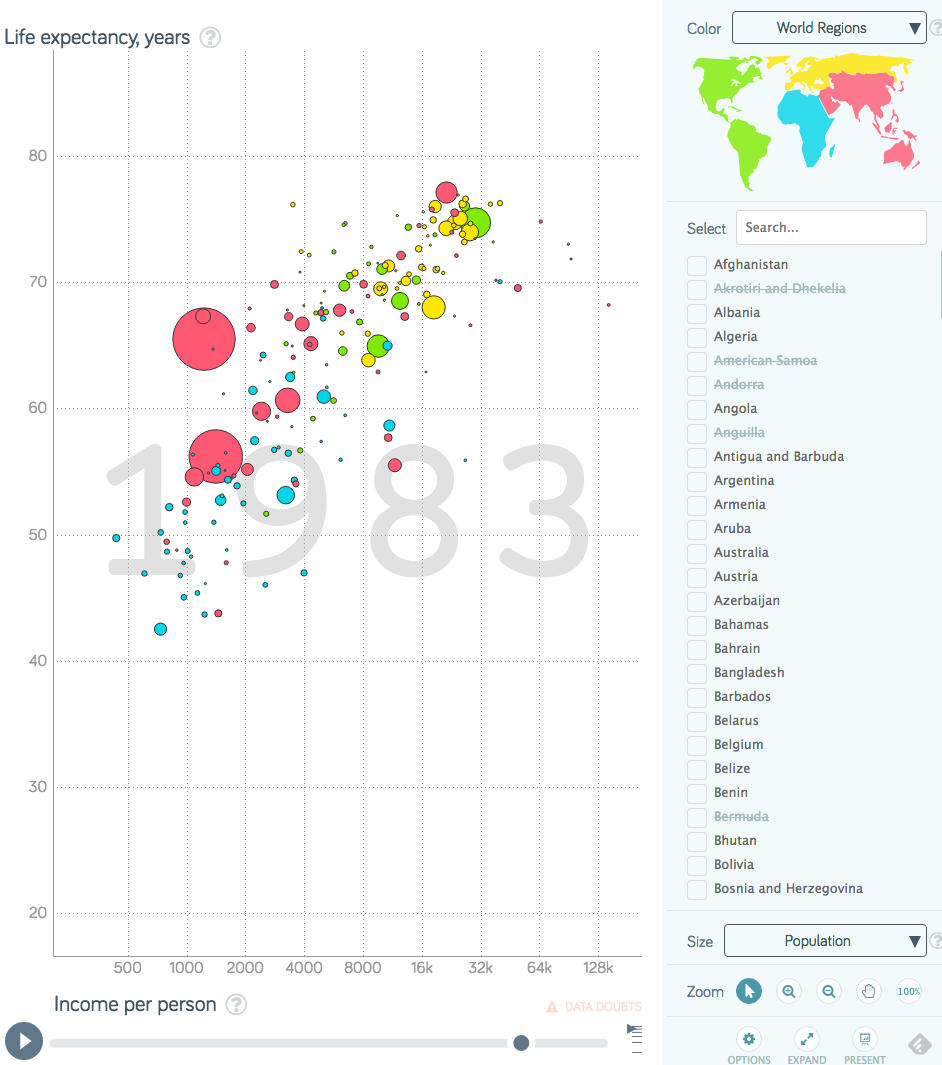 Life expectancy, years ?
80
70
60
50
40
30
20
1983
500 1000 2000 4000 8000 16k 32k 64k 128k
Income per person ?
DATA DOUBTS
Color World Regions ▼ ?
Select Search...
Afghanistan
Akrotiri and Dhekelia
Albania
Algeria
American Samoa
Andorra
Angola
Anguilla
Antigua and Barbuda
Argentina
Armenia
Aruba
Australia
Austria
Azerbaijan
Bahamas
Bahrain
Bangladesh
Barbados
Belarus
Belgium
Belize
Benin
Bermuda
Bhutan
Bolivia
Bosnia and Herzegovina
Size Population ▼ ?
Zoom 100%
OPTIONS EXPAND PRESENT